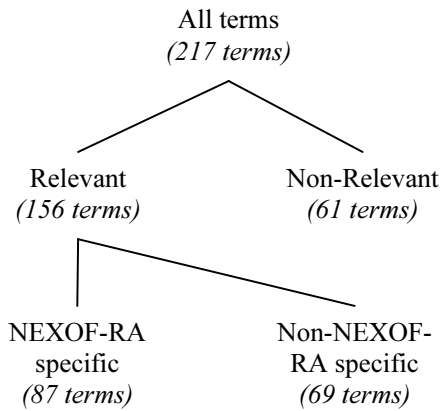 All terms
(217 terms)
Relevant
(156 terms)
Non-Relevant
(61 terms)
NEXOF-RA
specific
(87 terms)
Non-NEXOF-
RA specific
(69 terms)